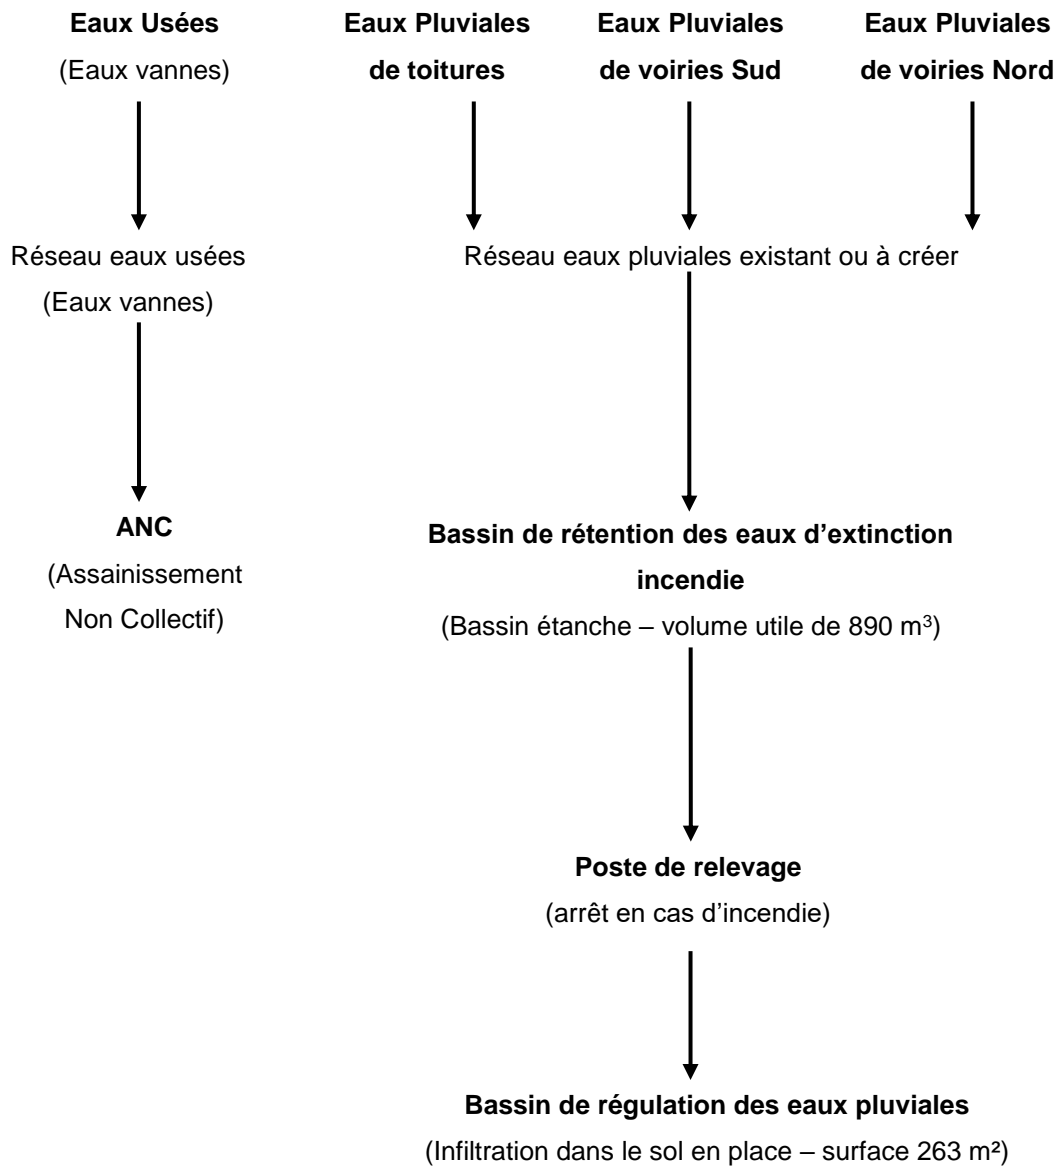 Eaux Usées
(Eaux vannes)
Eaux Pluviales
de toitures
Eaux Pluviales
de voiries Sud
Eaux Pluviales
de voiries Nord
Réseau eaux usées
(Eaux vannes)
Réseau eaux pluviales existant ou à créer
ANC
(Assainissement
Non Collectif)
Bassin de rétention des eaux d’extinction
incendie
(Bassin étanche – volume utile de 890 m³)
Poste de relevage
(arrêt en cas d’incendie)
Bassin de régulation des eaux pluviales
(Infiltration dans le sol en place – surface 263 m²)